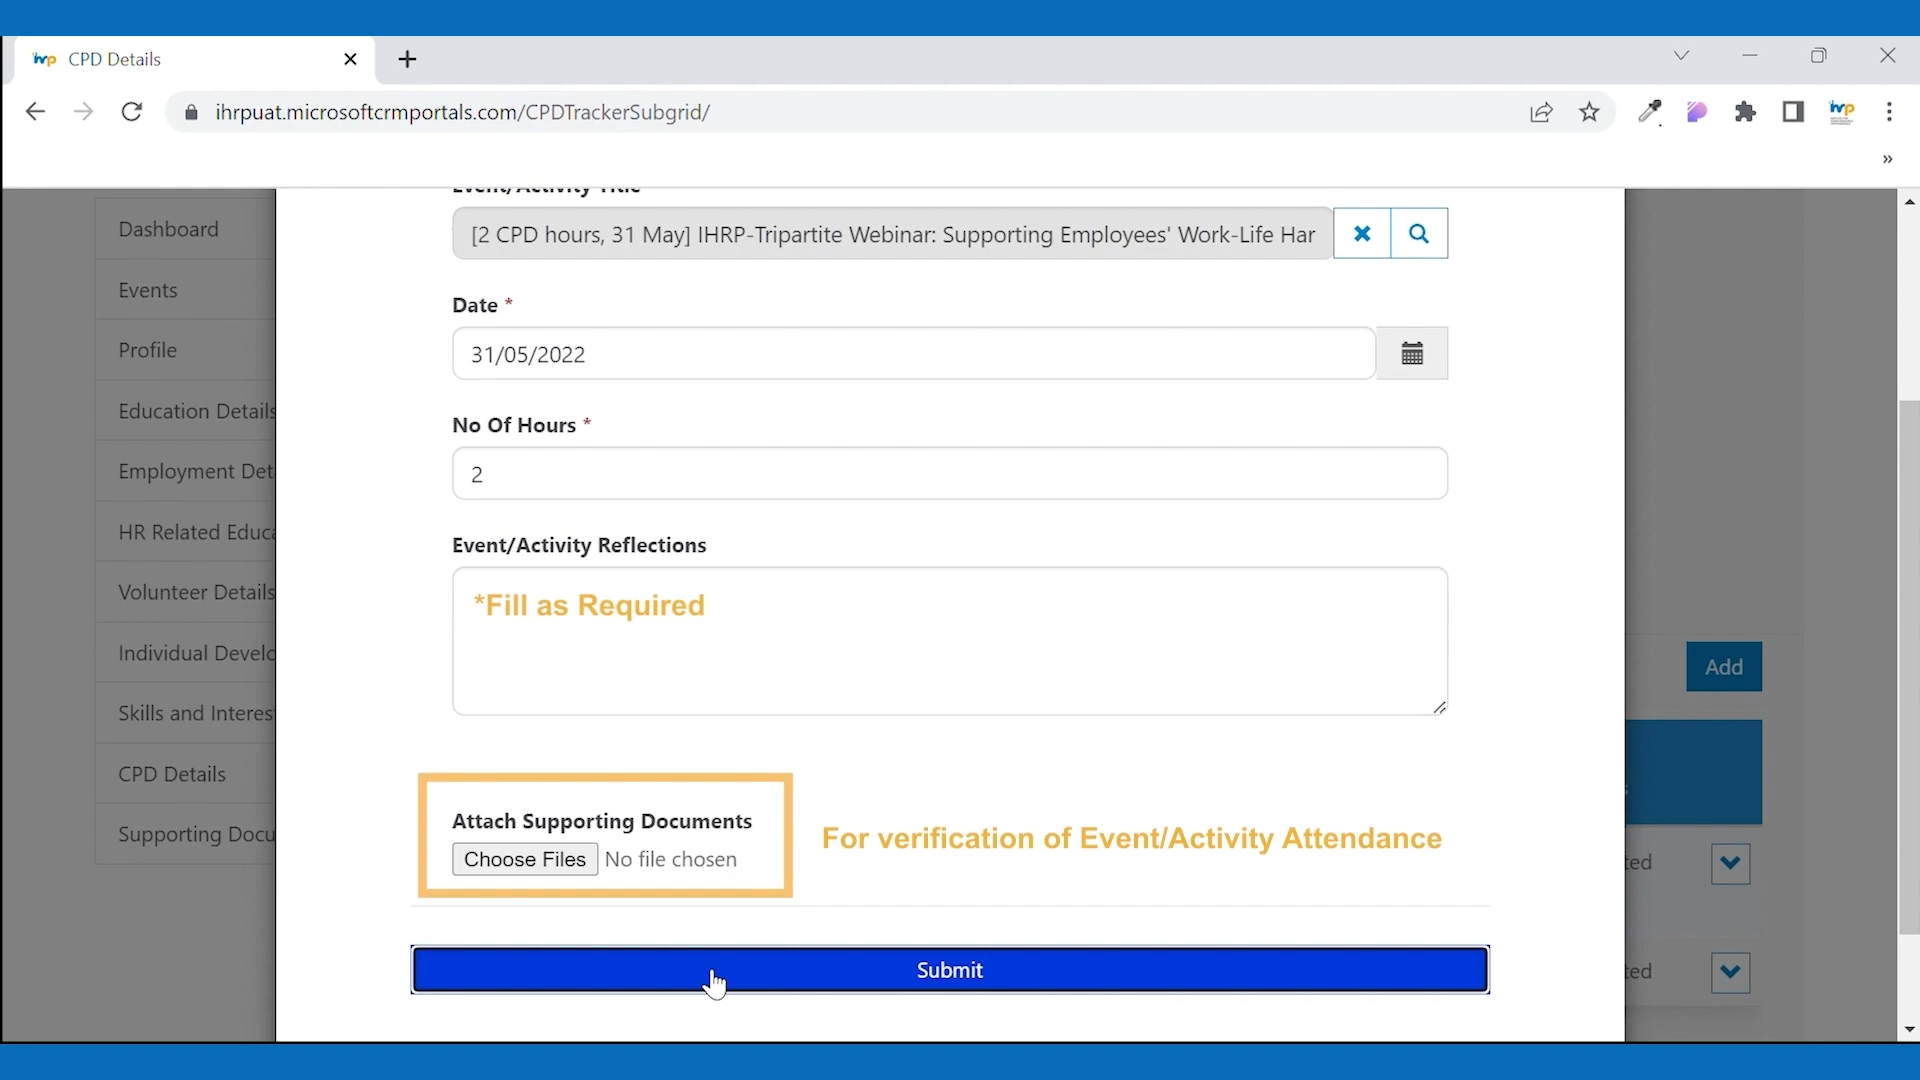 ihrp CPD Details
ihrpuat.microsoftcrmportals.com/CPDTrackerSubgrid/
ihrp
»
Event/Activity Title
[2 CPD hours, 31 May] IHRP-Tripartite Webinar: Supporting Employees' Work-Life Har
Date *
31/05/2022
No Of Hours *
2
Event/Activity Reflections
*Fill as Required
Attach Supporting Documents
Choose Files No file chosen
For verification of Event/Activity Attendance
Submit
Dashboard
Events
Profile
Education Details
Employment Det
HR Related Educa
Volunteer Details
Individual Develo
Skills and Interes
CPD Details
Supporting Docu
Add
ted
ted